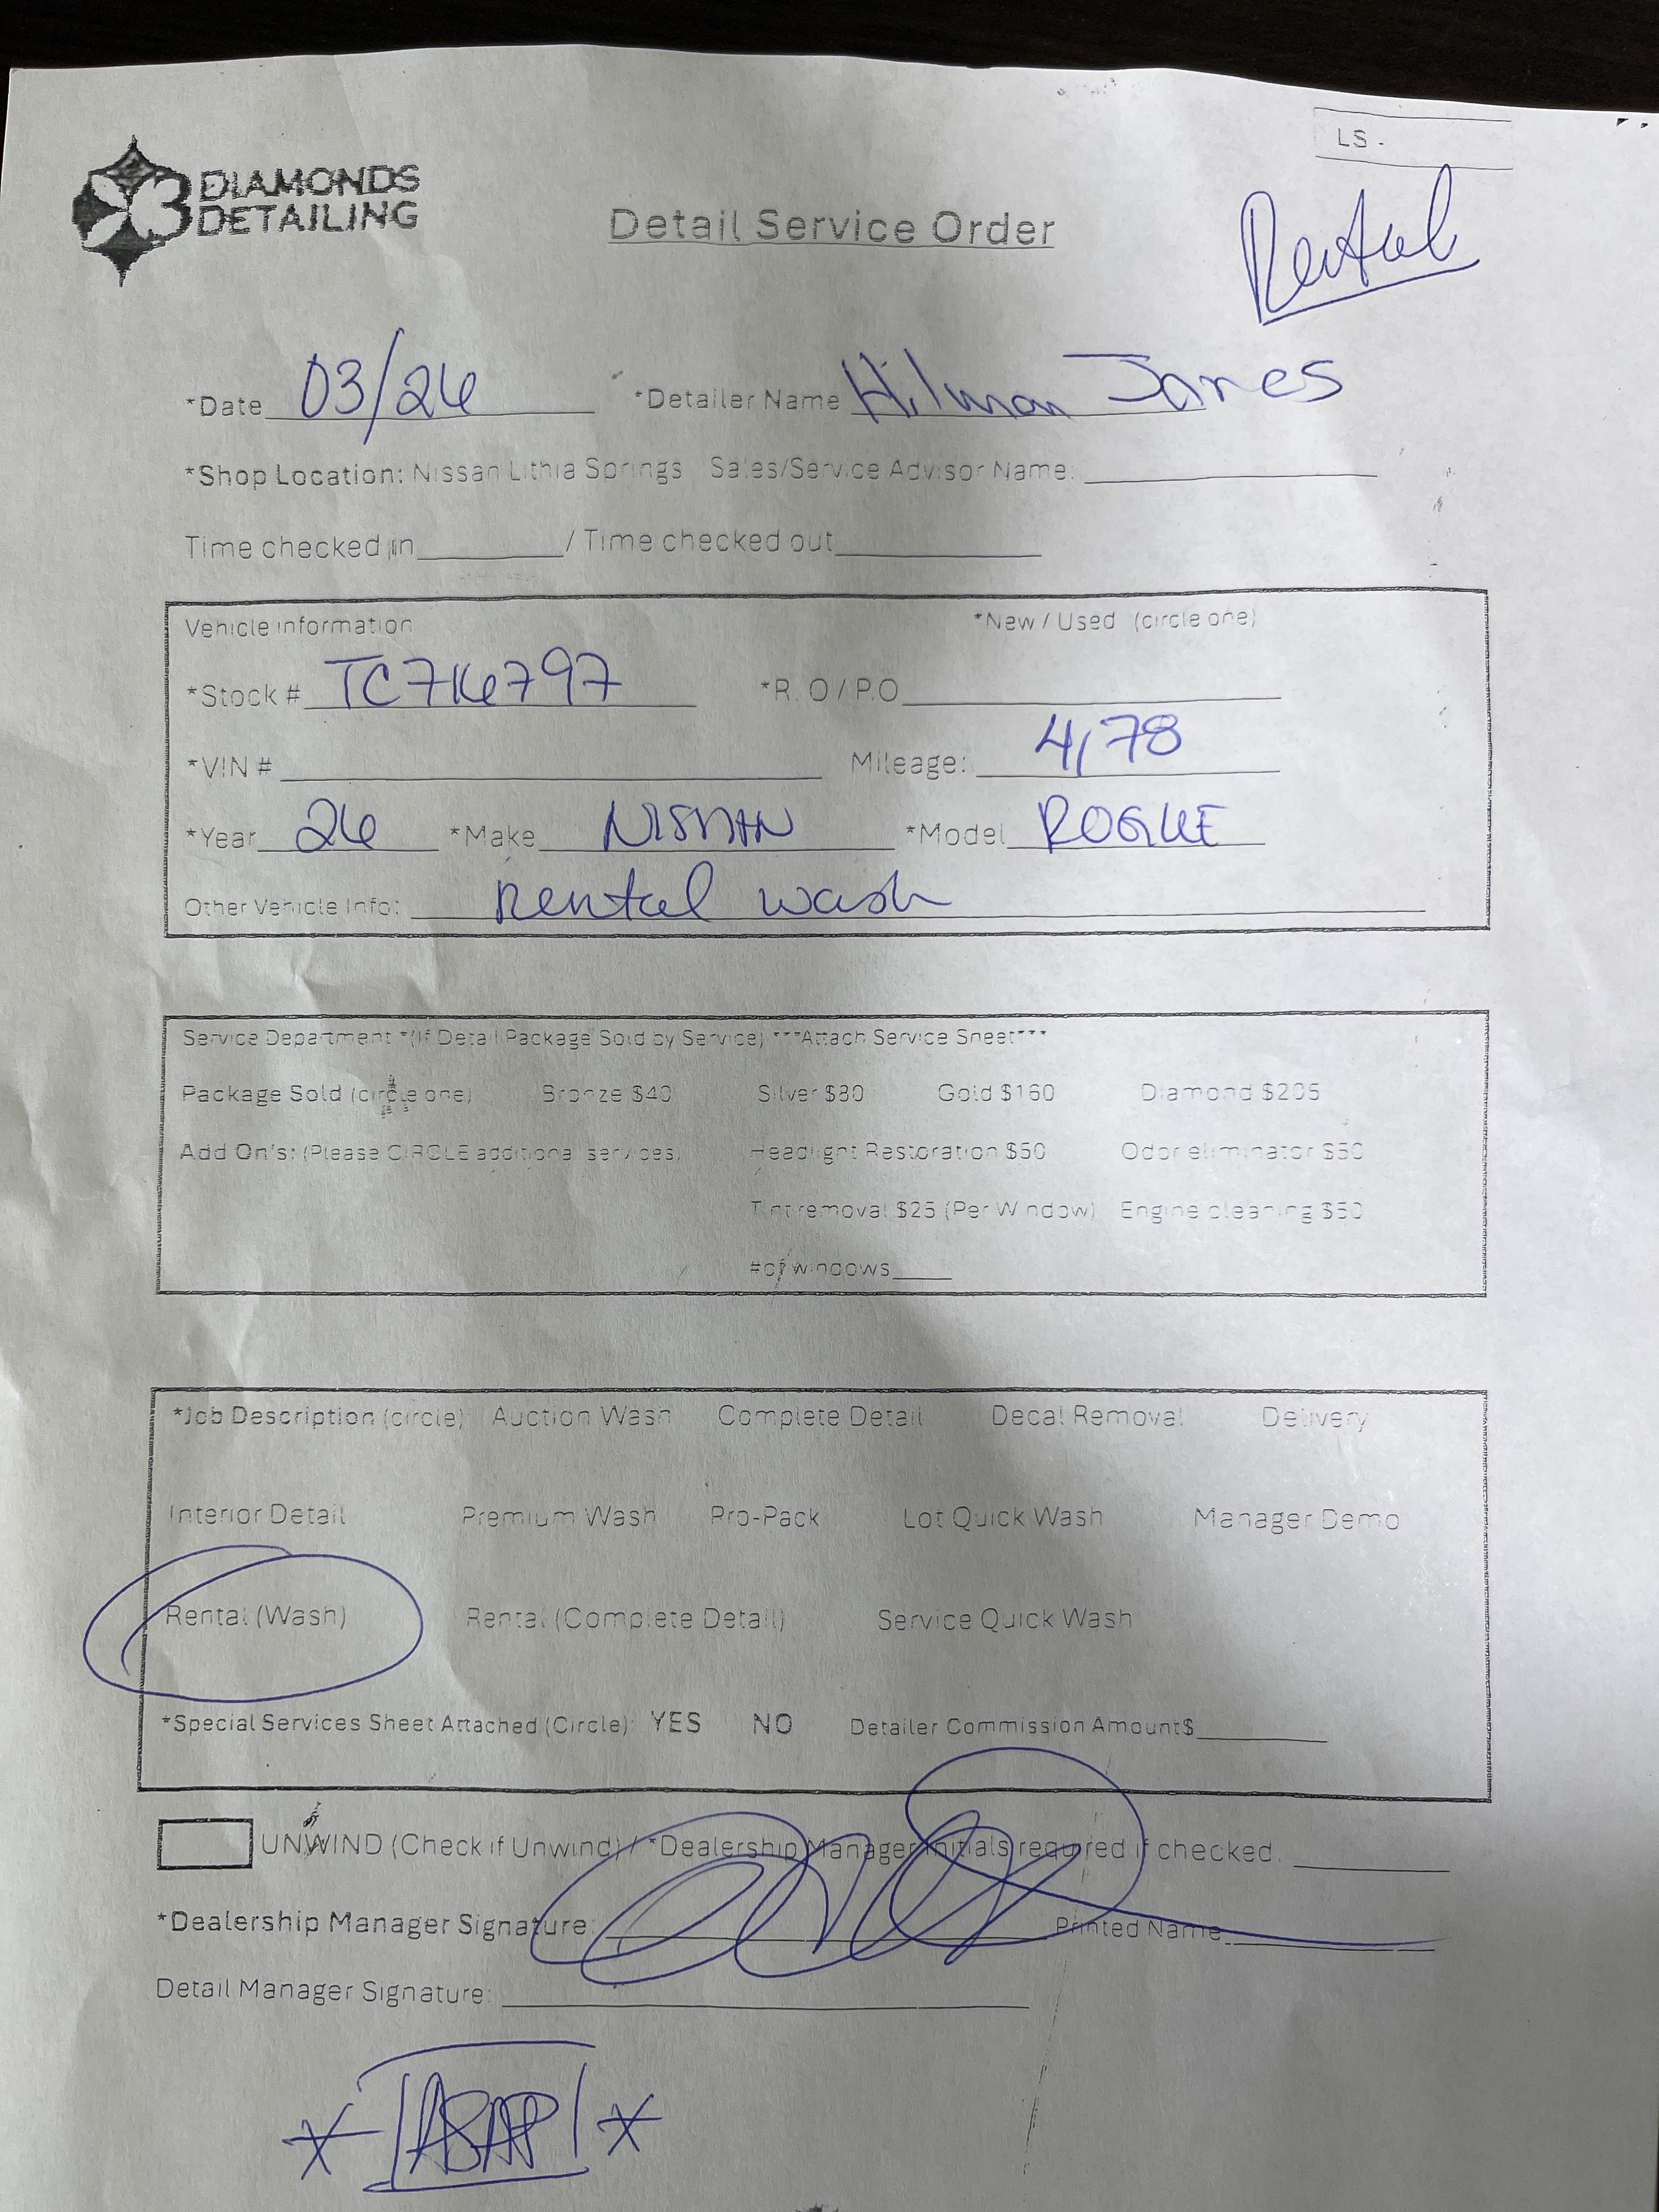 LS -
3 DIAMONDS
DETAILING
Detail Service Order
Rental
*Date 03/26 *Detailer Name Hilman James
*Shop Location: Nissan Lithia Springs Sales/Service Advisor Name:
Time checked in / Time checked out
Vehicle information *New / Used (circle one)
*Stock # TC716797 *R. O / P.O
*VIN # Mileage: 4,78
*Year 26 *Make NISSAN *Model ROGUE
Other Vehicle Info: Rental wash
Service Department *(If Detail Package Sold by Service) ***Attach Service Sheet***
Package Sold (circle one) Bronze $40 Silver $80 Gold $160 Diamond $205
Add On's: (Please CIRCLE additional services) Headlight Restoration $50 Odor eliminator $50
Tint removal $25 (Per Window) Engine cleaning $50
#of windows
*Job Description (circle) Auction Wash Complete Detail Decal Removal Delivery
Interior Detail Premium Wash Pro-Pack Lot Quick Wash Manager Demo
Rental (Wash) Rental (Complete Detail) Service Quick Wash
*Special Services Sheet Attached (Circle): YES NO Detailer Commission Amount$
UNWIND (Check if Unwind) / *Dealership Manager initials required if checked.
*Dealership Manager Signature: Printed Name
Detail Manager Signature:
* ASAP *